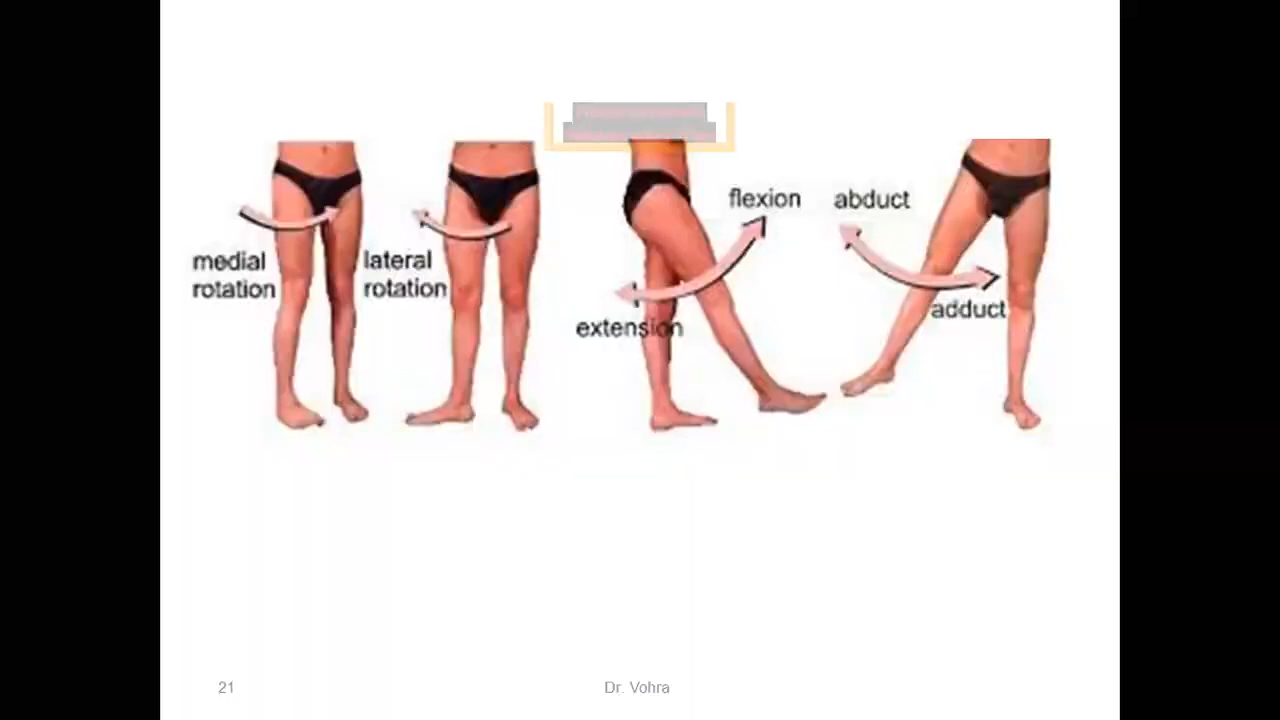 flexion
abduct
medial
rotation
lateral
rotation
extension
adduct
21
Dr. Vohra